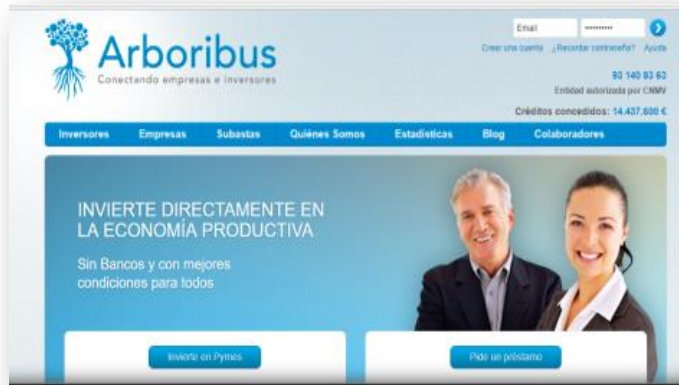 Arboribus
Conectando empresas e inversores
Email
Crear una cuenta ¿Recordar contraseña? Ayuda
93 140 83 63
Entidad autorizada por CNMV
Créditos concedidos: 14.437.600 €
Inversores Empresas Subastas Quiénes Somos Estadísticas Blog Colaboradores
INVIERTE DIRECTAMENTE EN
LA ECONOMÍA PRODUCTIVA
Sin Bancos y con mejores
condiciones para todos
Invierte en Pymes
Pide un préstamo